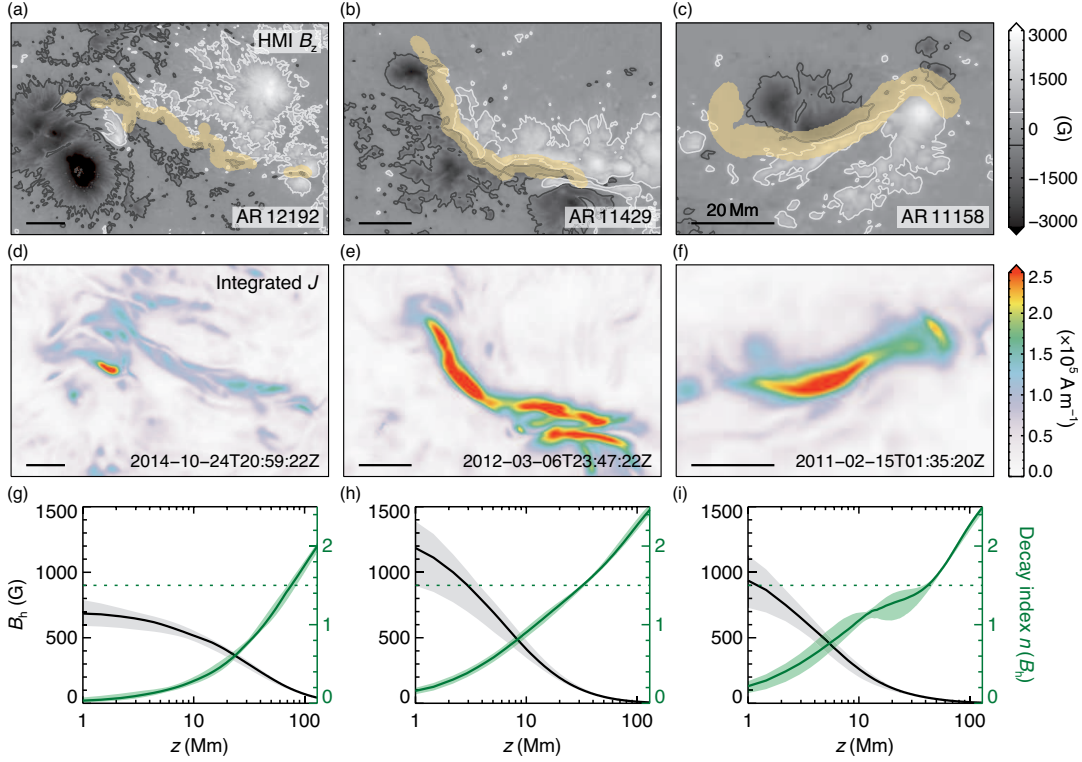 (a) (b) (c)
HMI Bz
AR 12192 AR 11429 20 Mm AR 11158
3000
1500
0
−1500
−3000
(G)
(d) (e) (f)
Integrated J
2014−10−24T20:59:22Z 2012−03−06T23:47:22Z 2011−02−15T01:35:20Z
2.5
2.0
1.5
1.0
0.5
0.0
(×10⁵ A m⁻¹)
(g) (h) (i)
Bh (G)
1500
1000
500
0
2
1
0
1 10 100
z (Mm)
1500
1000
500
0
2
1
0
1 10 100
z (Mm)
1500
1000
500
0
2
1
0
1 10 100
z (Mm)
Decay index n (Bh)